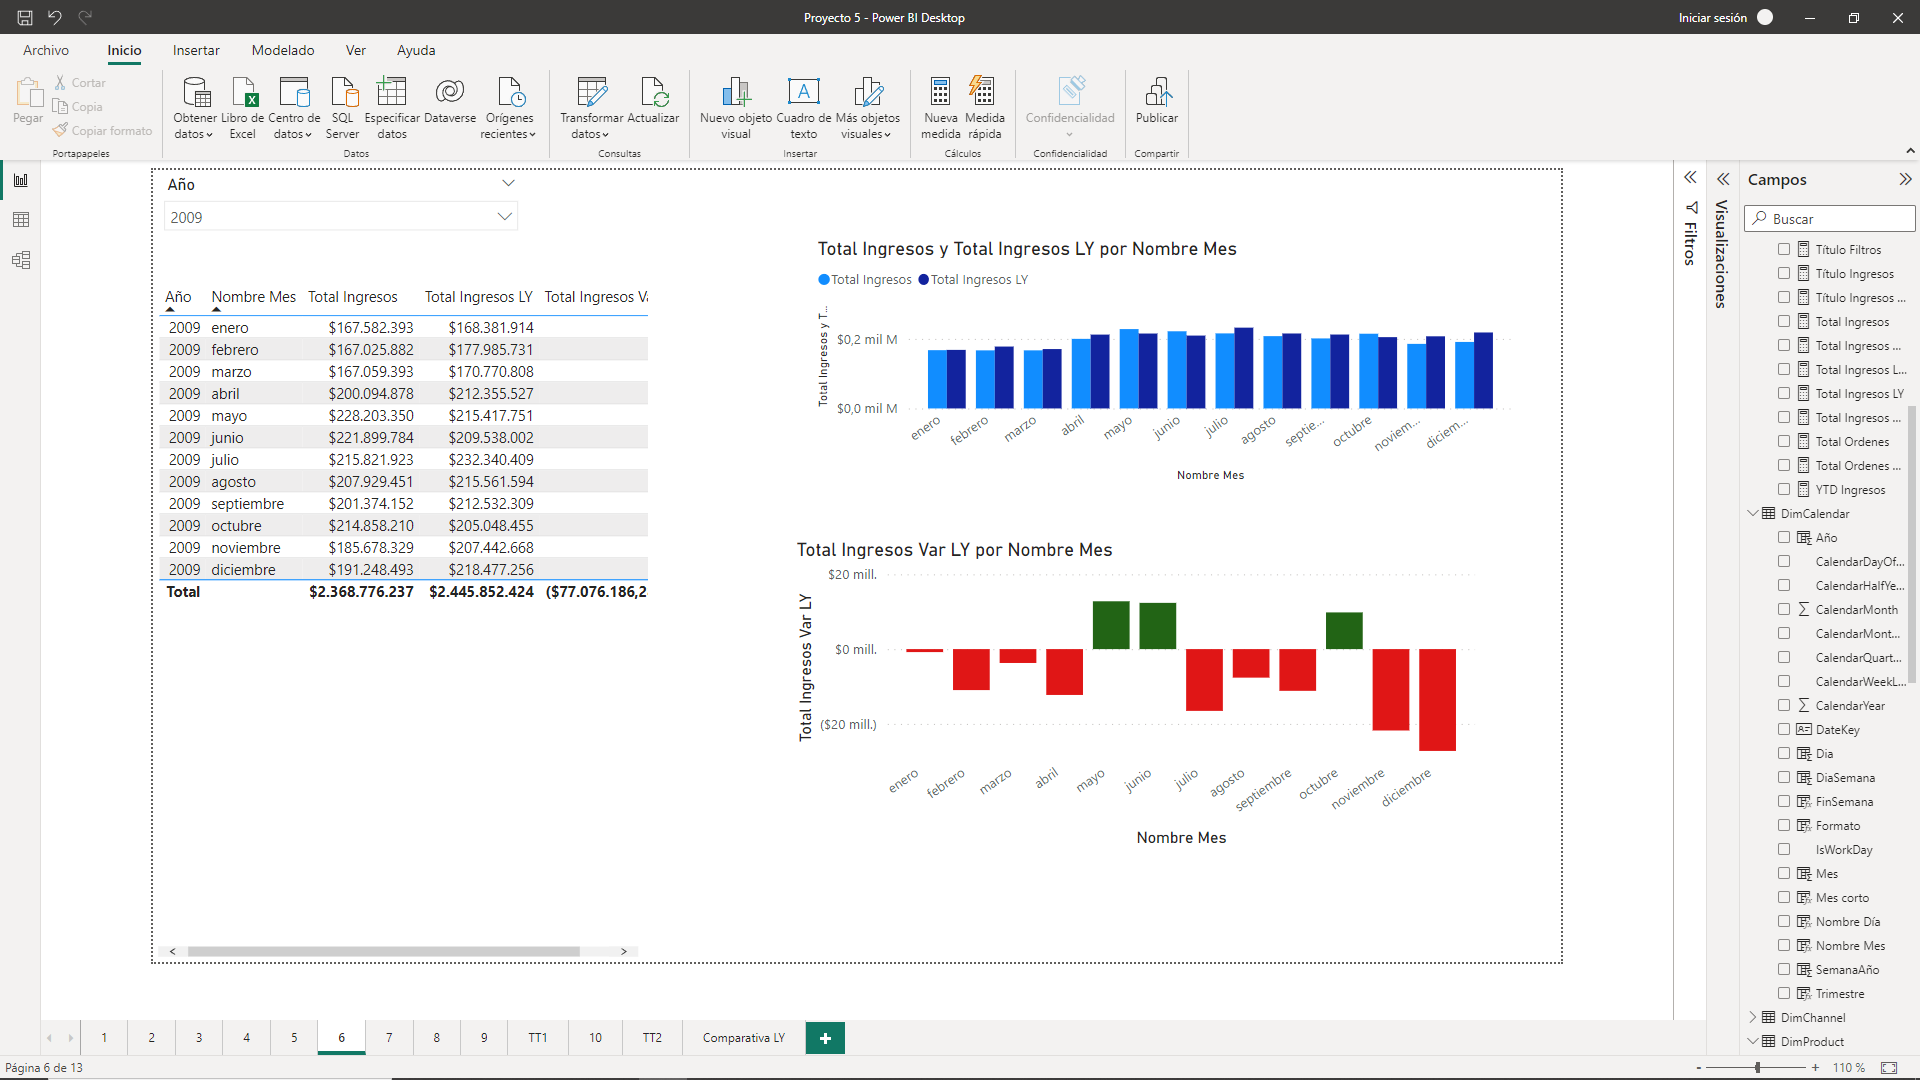 Proyecto 5 - Power BI Desktop
Iniciar sesión
Archivo
Inicio
Insertar
Modelado
Ver
Ayuda
Pegar
Cortar
Copia
Copiar formato
Portapapeles
Obtener datos
Libro de Excel
Centro de datos
SQL Server
Especificar datos
Dataverse
Orígenes recientes
Datos
Transformar datos
Actualizar
Consultas
Nuevo objeto visual
Cuadro de texto
Más objetos visuales
Insertar
Nueva medida
Medida rápida
Cálculos
Confidencialidad
Confidencialidad
Publicar
Compartir
Año
2009
Año Nombre Mes Total Ingresos Total Ingresos LY Total Ingresos Va
2009 enero $167.582.393 $168.381.914
2009 febrero $167.025.882 $177.985.731
2009 marzo $167.059.393 $170.770.808
2009 abril $200.094.878 $212.355.527
2009 mayo $228.203.350 $215.417.751
2009 junio $221.899.784 $209.538.002
2009 julio $215.821.923 $232.340.409
2009 agosto $207.929.451 $215.561.594
2009 septiembre $201.374.152 $212.532.309
2009 octubre $214.858.210 $205.048.455
2009 noviembre $185.678.329 $207.442.668
2009 diciembre $191.248.493 $218.477.256
Total $2.368.776.237 $2.445.852.424 ($77.076.186,2
Total Ingresos y Total Ingresos LY por Nombre Mes
Total Ingresos Total Ingresos LY
Total Ingresos y T...
$0,2 mil M
$0,0 mil M
enero febrero marzo abril mayo junio julio agosto septie... octubre noviem... diciem...
Nombre Mes
Total Ingresos Var LY por Nombre Mes
Total Ingresos Var LY
$20 mill.
$0 mill.
($20 mill.)
enero febrero marzo abril mayo junio julio agosto septiembre octubre noviembre diciembre
Nombre Mes
Filtros
Visualizaciones
Campos
Buscar
Título Filtros
Título Ingresos
Título Ingresos ...
Total Ingresos
Total Ingresos ...
Total Ingresos L...
Total Ingresos LY
Total Ingresos ...
Total Ordenes
Total Ordenes ...
YTD Ingresos
DimCalendar
Año
CalendarDayOf...
CalendarHalfYe...
CalendarMonth
CalendarMont...
CalendarQuart...
CalendarWeekL...
CalendarYear
DateKey
Dia
DiaSemana
FinSemana
Formato
IsWorkDay
Mes
Mes corto
Nombre Día
Nombre Mes
SemanaAño
Trimestre
DimChannel
DimProduct
1 2 3 4 5 6 7 8 9 TT1 10 TT2 Comparativa LY +
Página 6 de 13
- + 110 %